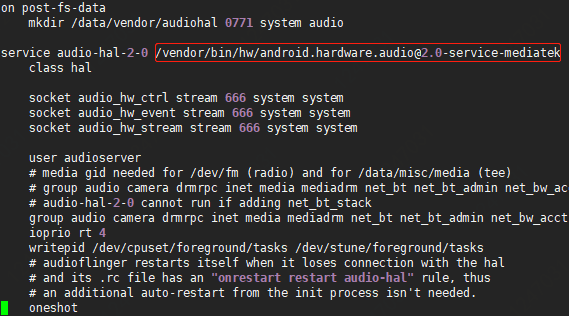 on post-fs-data
mkdir /data/vendor/audiohal 0771 system audio
service audio-hal-2-0 /vendor/bin/hw/android.hardware.audio@2.0-service-mediatek
class hal
socket audio_hw_ctrl stream 666 system system
socket audio_hw_event stream 666 system system
socket audio_hw_stream stream 666 system system
user audioserver
# media gid needed for /dev/fm (radio) and for /data/misc/media (tee)
# group audio camera drmrpc inet media mediadrm net_bt net_bt_admin net_bw_acc
# audio-hal-2-0 cannot run if adding net_bt_stack
group audio camera drmrpc inet media mediadrm net_bt net_bt_admin net_bw_acct
ioprio rt 4
writepid /dev/cpuset/foreground/tasks /dev/stune/foreground/tasks
# audioflinger restarts itself when it loses connection with the hal
# and its .rc file has an "onrestart restart audio-hal" rule, thus
# an additional auto-restart from the init process isn't needed.
oneshot